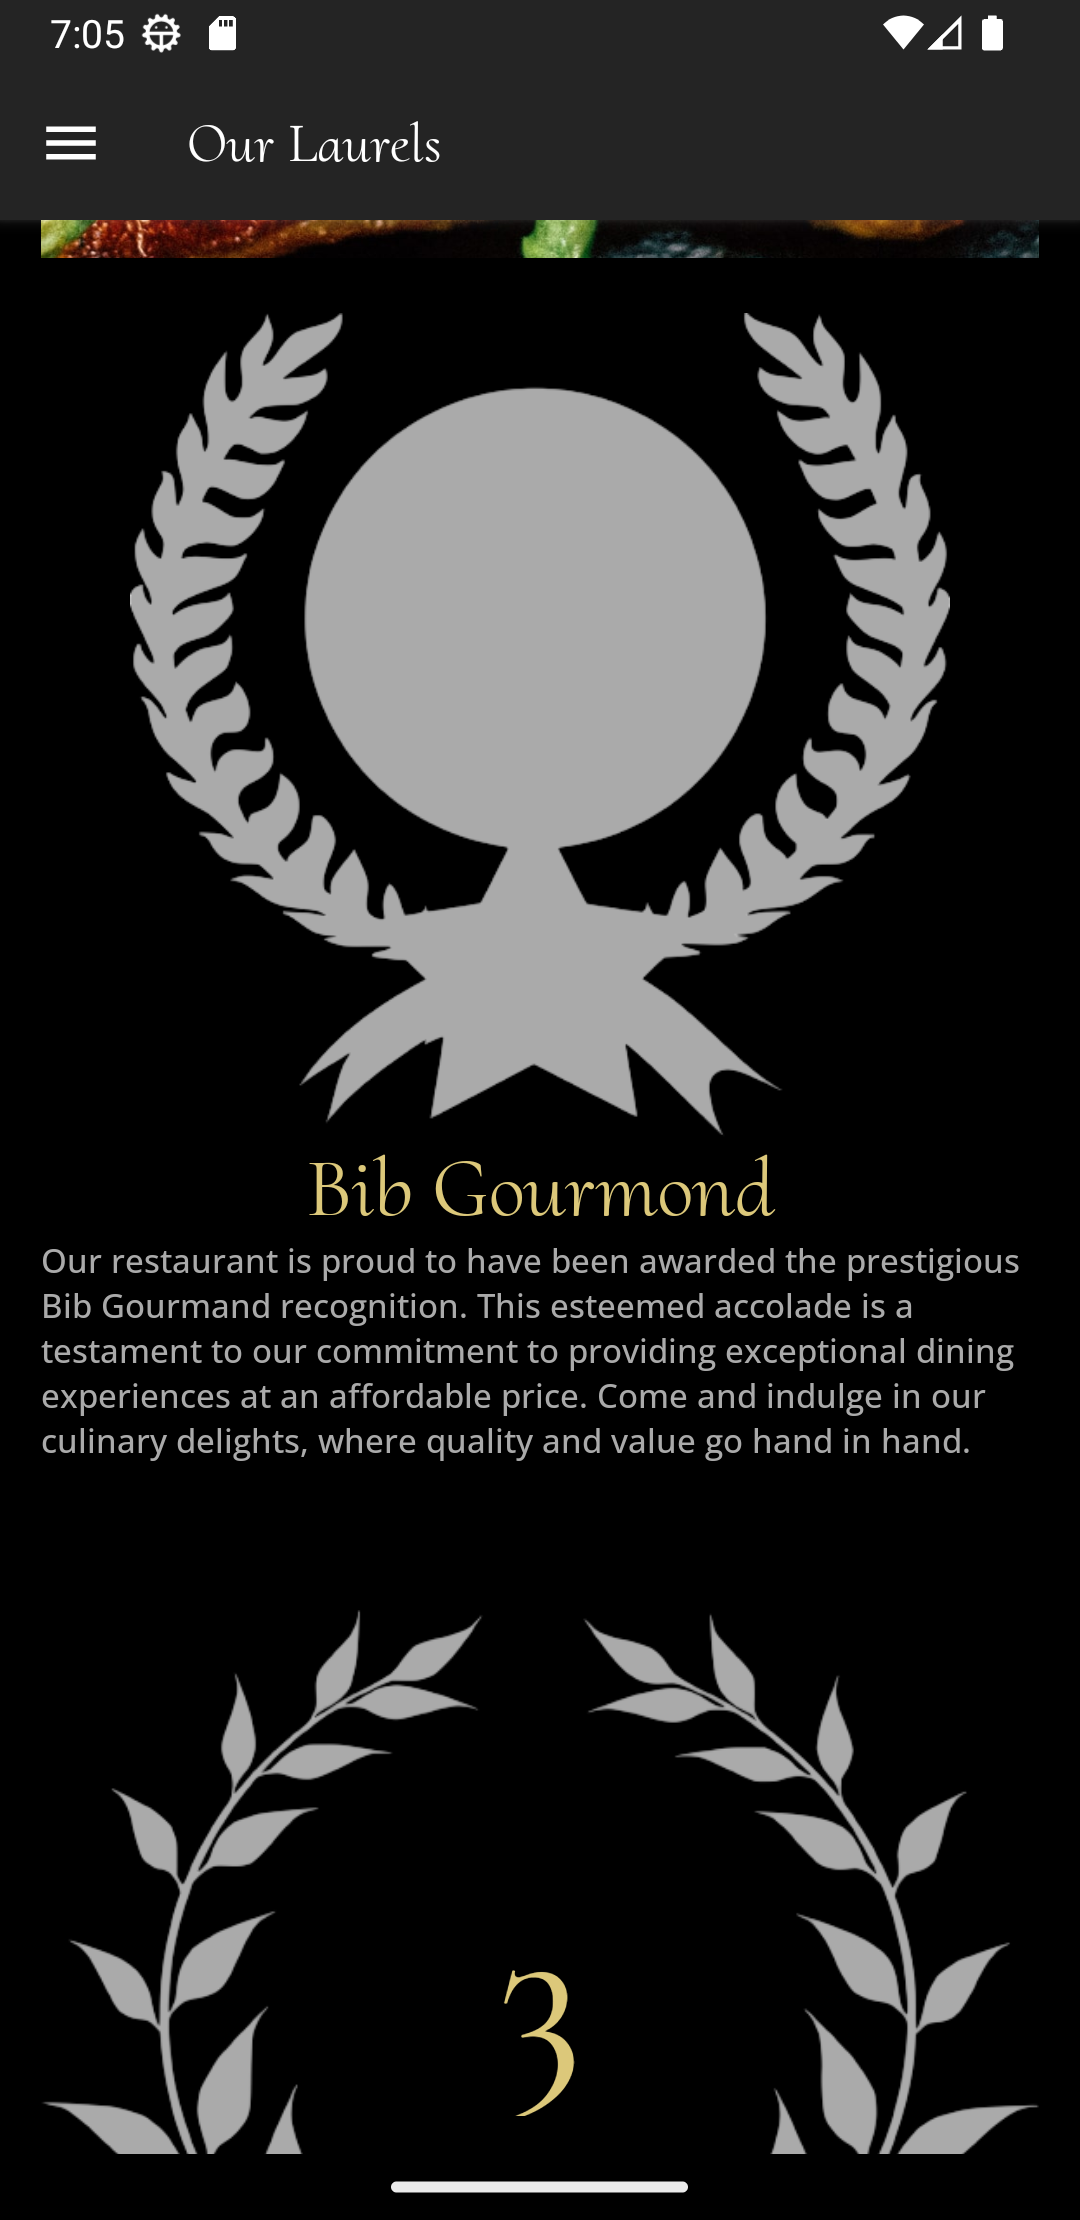 7:05
Our Laurels
Bib Gourmond
Our restaurant is proud to have been awarded the prestigious
Bib Gourmand recognition. This esteemed accolade is a
testament to our commitment to providing exceptional dining
experiences at an affordable price. Come and indulge in our
culinary delights, where quality and value go hand in hand.
3